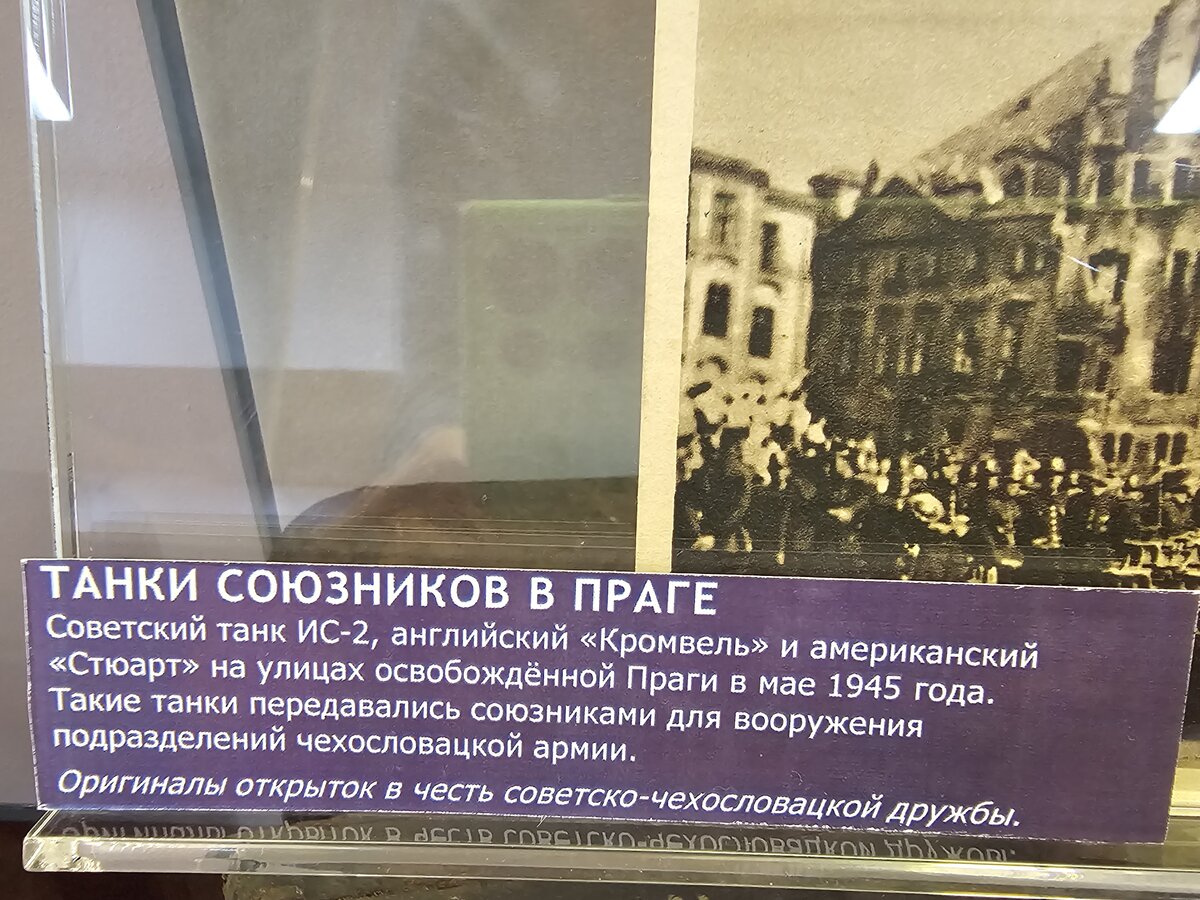 ТАНКИ СОЮЗНИКОВ В ПРАГЕ
Советский танк ИС-2, английский «Кромвель» и американский
«Стюарт» на улицах освобождённой Праги в мае 1945 года.
Такие танки передавались союзниками для вооружения
подразделений чехословацкой армии.
Оригиналы открыток в честь советско-чехословацкой дружбы.